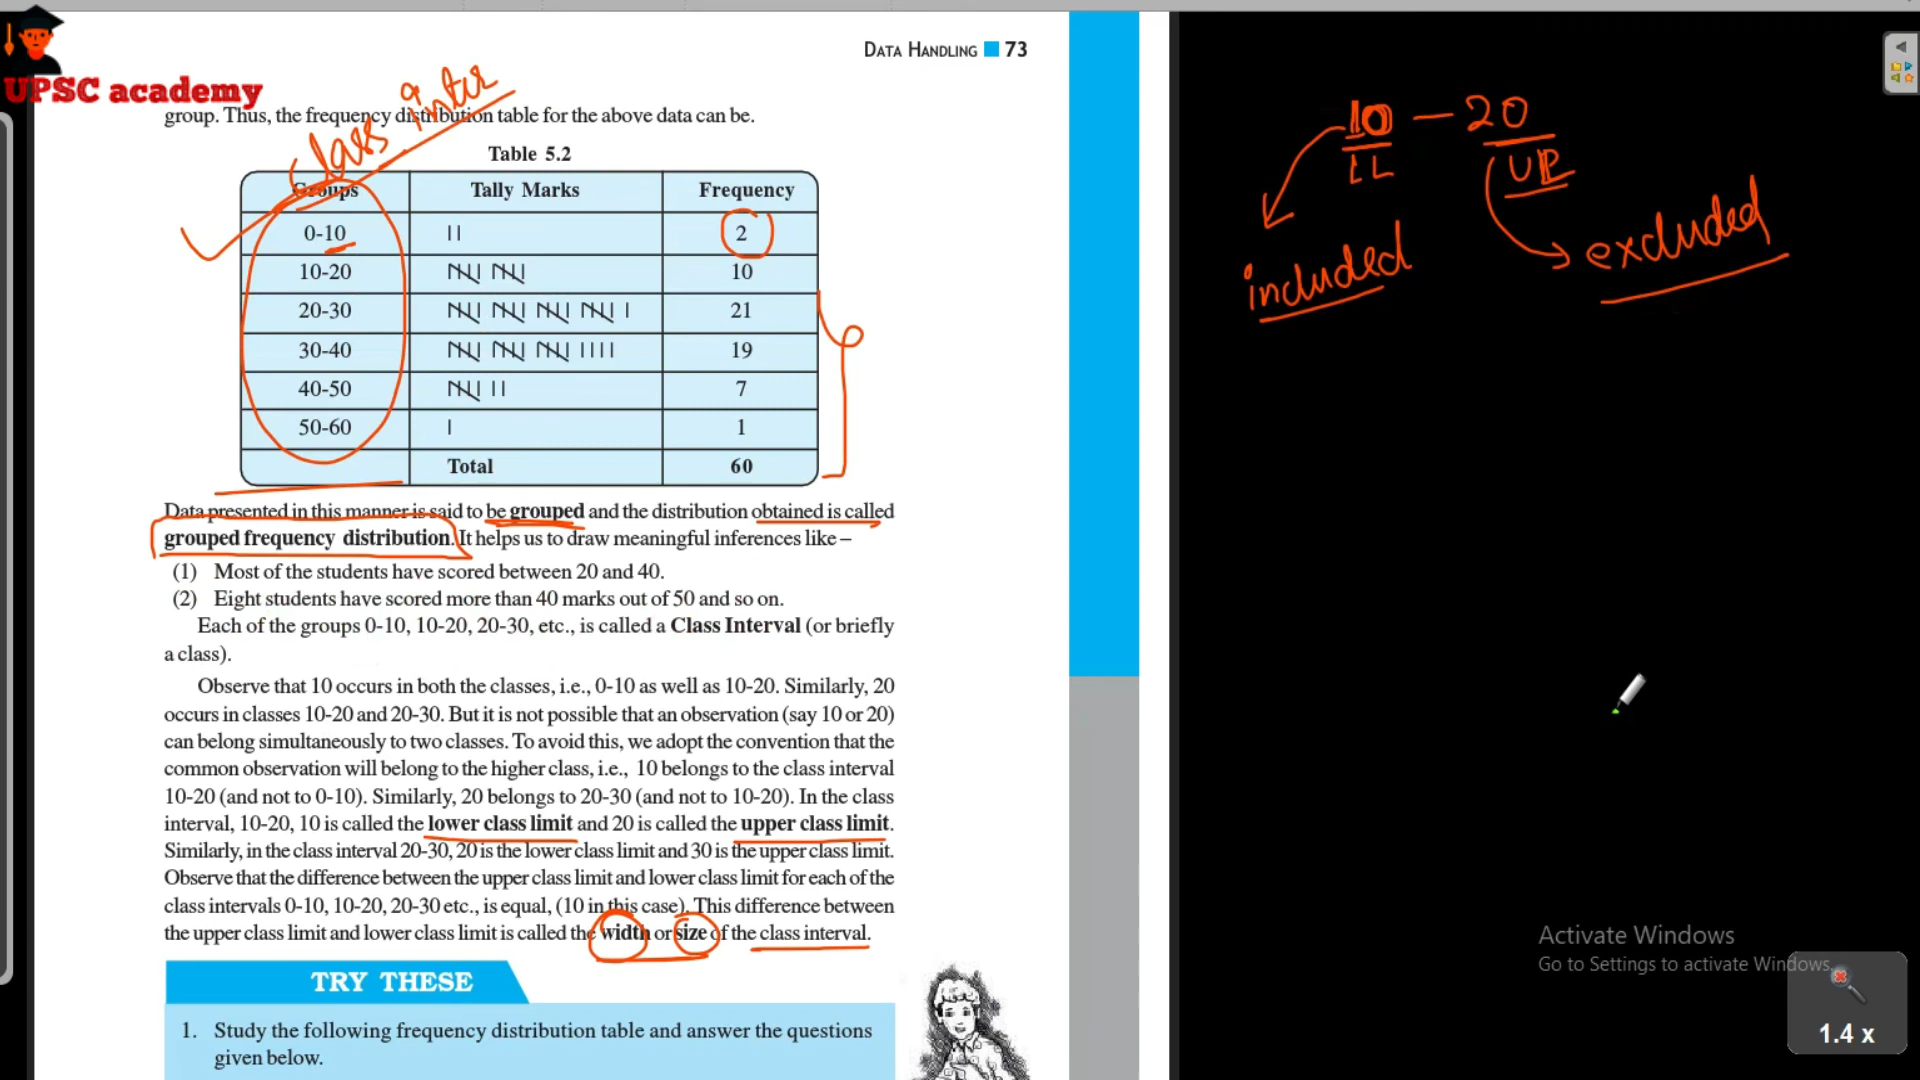 DATA HANDLING 73
UPSC academy
group. Thus, the frequency distribution table for the above data can be.
class inter
Table 5.2
Groups Tally Marks Frequency
0-10 2
10-20 10
20-30 21
30-40 19
40-50 7
50-60 1
Total 60
Data presented in this manner is said to be grouped and the distribution obtained is called
grouped frequency distribution. It helps us to draw meaningful inferences like –
(1) Most of the students have scored between 20 and 40.
(2) Eight students have scored more than 40 marks out of 50 and so on.
Each of the groups 0-10, 10-20, 20-30, etc., is called a Class Interval (or briefly
a class).
Observe that 10 occurs in both the classes, i.e., 0-10 as well as 10-20. Similarly, 20
occurs in classes 10-20 and 20-30. But it is not possible that an observation (say 10 or 20)
can belong simultaneously to two classes. To avoid this, we adopt the convention that the
common observation will belong to the higher class, i.e., 10 belongs to the class interval
10-20 (and not to 0-10). Similarly, 20 belongs to 20-30 (and not to 10-20). In the class
interval, 10-20, 10 is called the lower class limit and 20 is called the upper class limit.
Similarly, in the class interval 20-30, 20 is the lower class limit and 30 is the upper class limit.
Observe that the difference between the upper class limit and lower class limit for each of the
class intervals 0-10, 10-20, 20-30 etc., is equal, (10 in this case). This difference between
the upper class limit and lower class limit is called the width or size of the class interval.
TRY THESE
1. Study the following frequency distribution table and answer the questions
given below.
10 – 20
LL
included excluded
Activate Windows
Go to Settings to activate Windows.
1.4 x